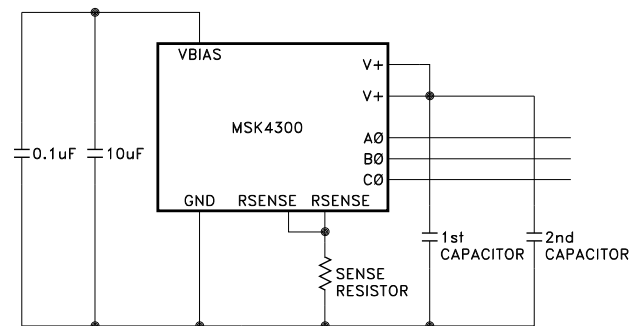 VBIAS
V+
V+
MSK4300
AØ
BØ
CØ
0.1uF
10uF
GND RSENSE RSENSE
1st
CAPACITOR
2nd
CAPACITOR
SENSE
RESISTOR